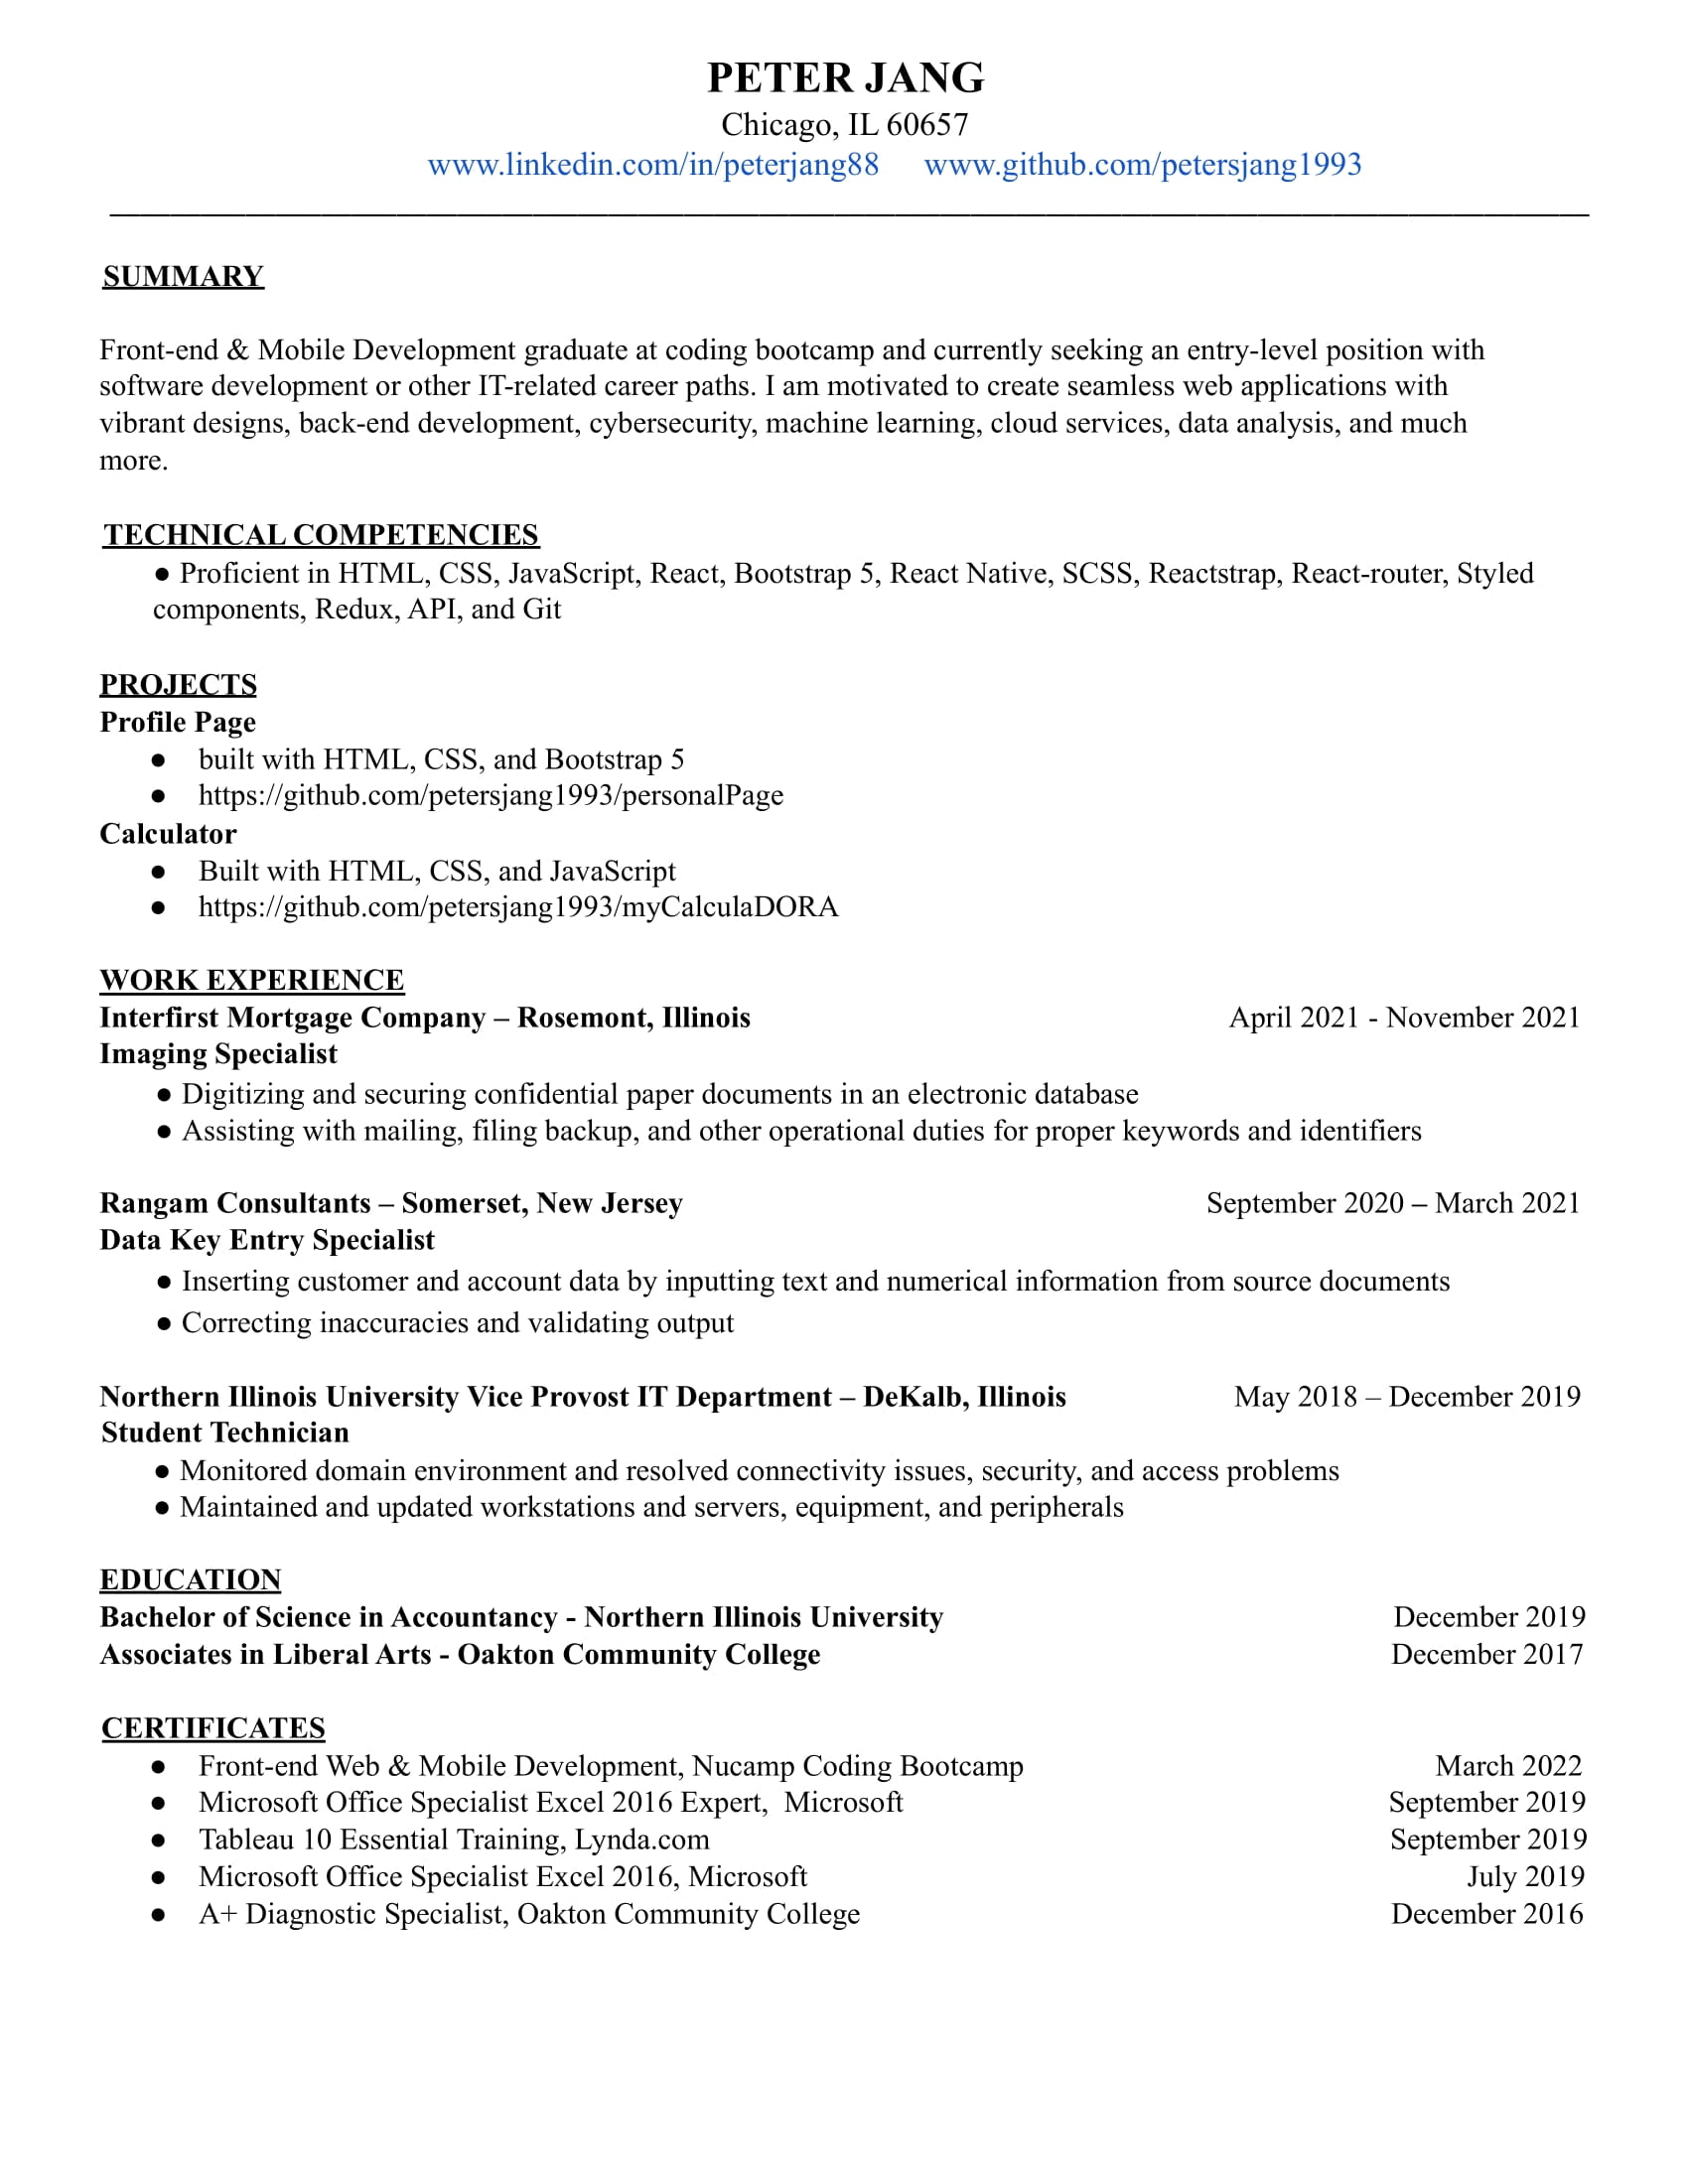 PETER JANG
Chicago, IL 60657
www.linkedin.com/in/peterjang88 www.github.com/petersjang1993
SUMMARY
Front-end & Mobile Development graduate at coding bootcamp and currently seeking an entry-level position with
software development or other IT-related career paths. I am motivated to create seamless web applications with
vibrant designs, back-end development, cybersecurity, machine learning, cloud services, data analysis, and much
more.
TECHNICAL COMPETENCIES
● Proficient in HTML, CSS, JavaScript, React, Bootstrap 5, React Native, SCSS, Reactstrap, React-router, Styled
components, Redux, API, and Git
PROJECTS
Profile Page
● built with HTML, CSS, and Bootstrap 5
● https://github.com/petersjang1993/personalPage
Calculator
● Built with HTML, CSS, and JavaScript
● https://github.com/petersjang1993/myCalculaDORA
WORK EXPERIENCE
Interfirst Mortgage Company – Rosemont, Illinois April 2021 - November 2021
Imaging Specialist
● Digitizing and securing confidential paper documents in an electronic database
● Assisting with mailing, filing backup, and other operational duties for proper keywords and identifiers
Rangam Consultants – Somerset, New Jersey September 2020 – March 2021
Data Key Entry Specialist
● Inserting customer and account data by inputting text and numerical information from source documents
● Correcting inaccuracies and validating output
Northern Illinois University Vice Provost IT Department – DeKalb, Illinois May 2018 – December 2019
Student Technician
● Monitored domain environment and resolved connectivity issues, security, and access problems
● Maintained and updated workstations and servers, equipment, and peripherals
EDUCATION
Bachelor of Science in Accountancy - Northern Illinois University December 2019
Associates in Liberal Arts - Oakton Community College December 2017
CERTIFICATES
● Front-end Web & Mobile Development, Nucamp Coding Bootcamp March 2022
● Microsoft Office Specialist Excel 2016 Expert, Microsoft September 2019
● Tableau 10 Essential Training, Lynda.com September 2019
● Microsoft Office Specialist Excel 2016, Microsoft July 2019
● A+ Diagnostic Specialist, Oakton Community College December 2016